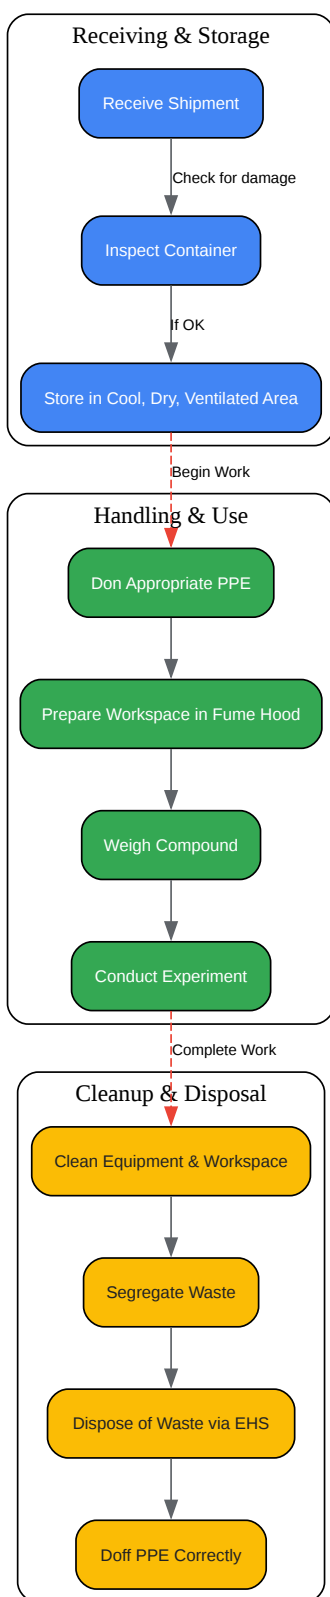 Receiving & Storage
Receive Shipment
Check for damage
Inspect Container
If OK
Store in Cool, Dry, Ventilated Area
Begin Work
Handling & Use
Don Appropriate PPE
Prepare Workspace in Fume Hood
Weigh Compound
Conduct Experiment
Complete Work
Cleanup & Disposal
Clean Equipment & Workspace
Segregate Waste
Dispose of Waste via EHS
Doff PPE Correctly